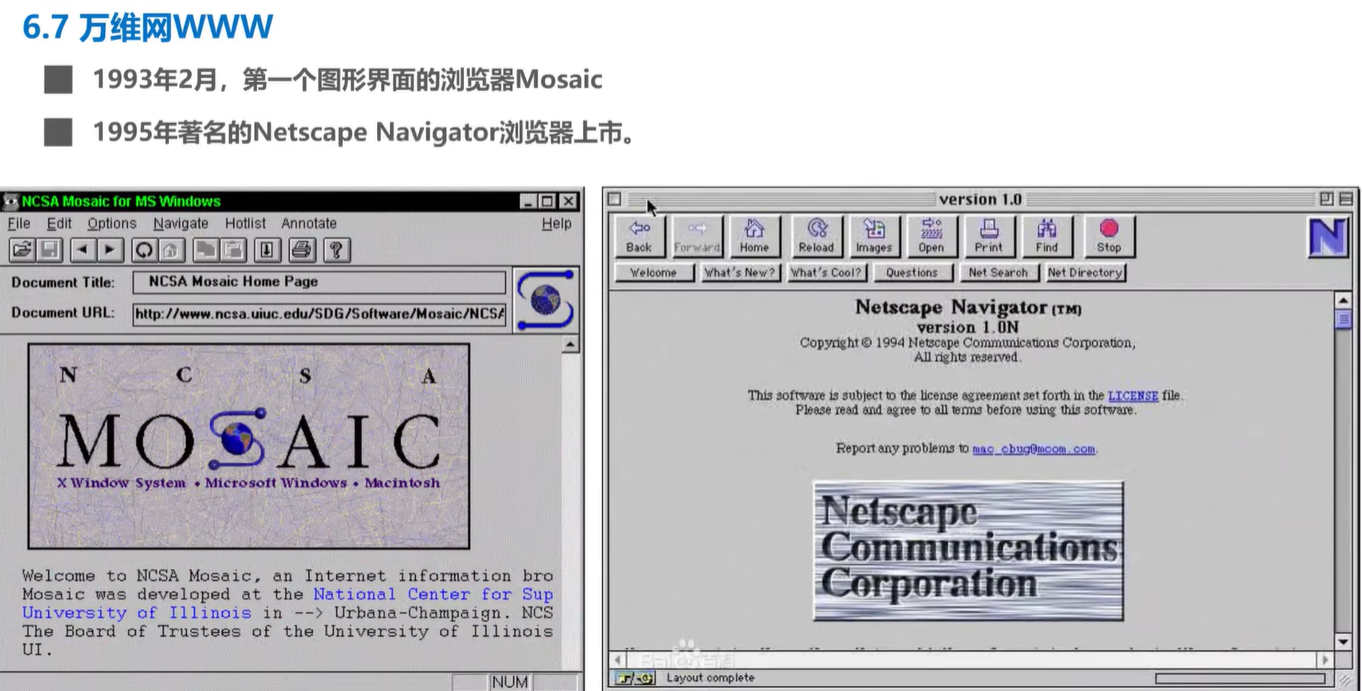 6.7 万维网WWW
1993年2月，第一个图形界面的浏览器Mosaic
1995年著名的Netscape Navigator浏览器上市。
NCSA Mosaic for MS Windows
File Edit Options Navigate Hotlist Annotate Help
Document Title: NCSA Mosaic Home Page
Document URL: http://www.ncsa.uiuc.edu/SDG/Software/Mosaic/NCSA
N C S A
MOSAIC
X Window System • Microsoft Windows • Macintosh
Welcome to NCSA Mosaic, an Internet information bro
Mosaic was developed at the National Center for Sup
University of Illinois in --> Urbana-Champaign. NCS
The Board of Trustees of the University of Illinois
UI.
NUM
version 1.0
Back Forward Home Reload Images Open Print Find Stop
N
Welcome What's New? What's Cool? Questions Net Search Net Directory
Netscape Navigator (TM)
version 1.0N
Copyright © 1994 Netscape Communications Corporation,
All rights reserved.
This software is subject to the license agreement set forth in the LICENSE file.
Please read and agree to all terms before using this software.
Report any problems to mac_cbug@mcom.com.
Netscape
Communications
Corporation
Layout complete